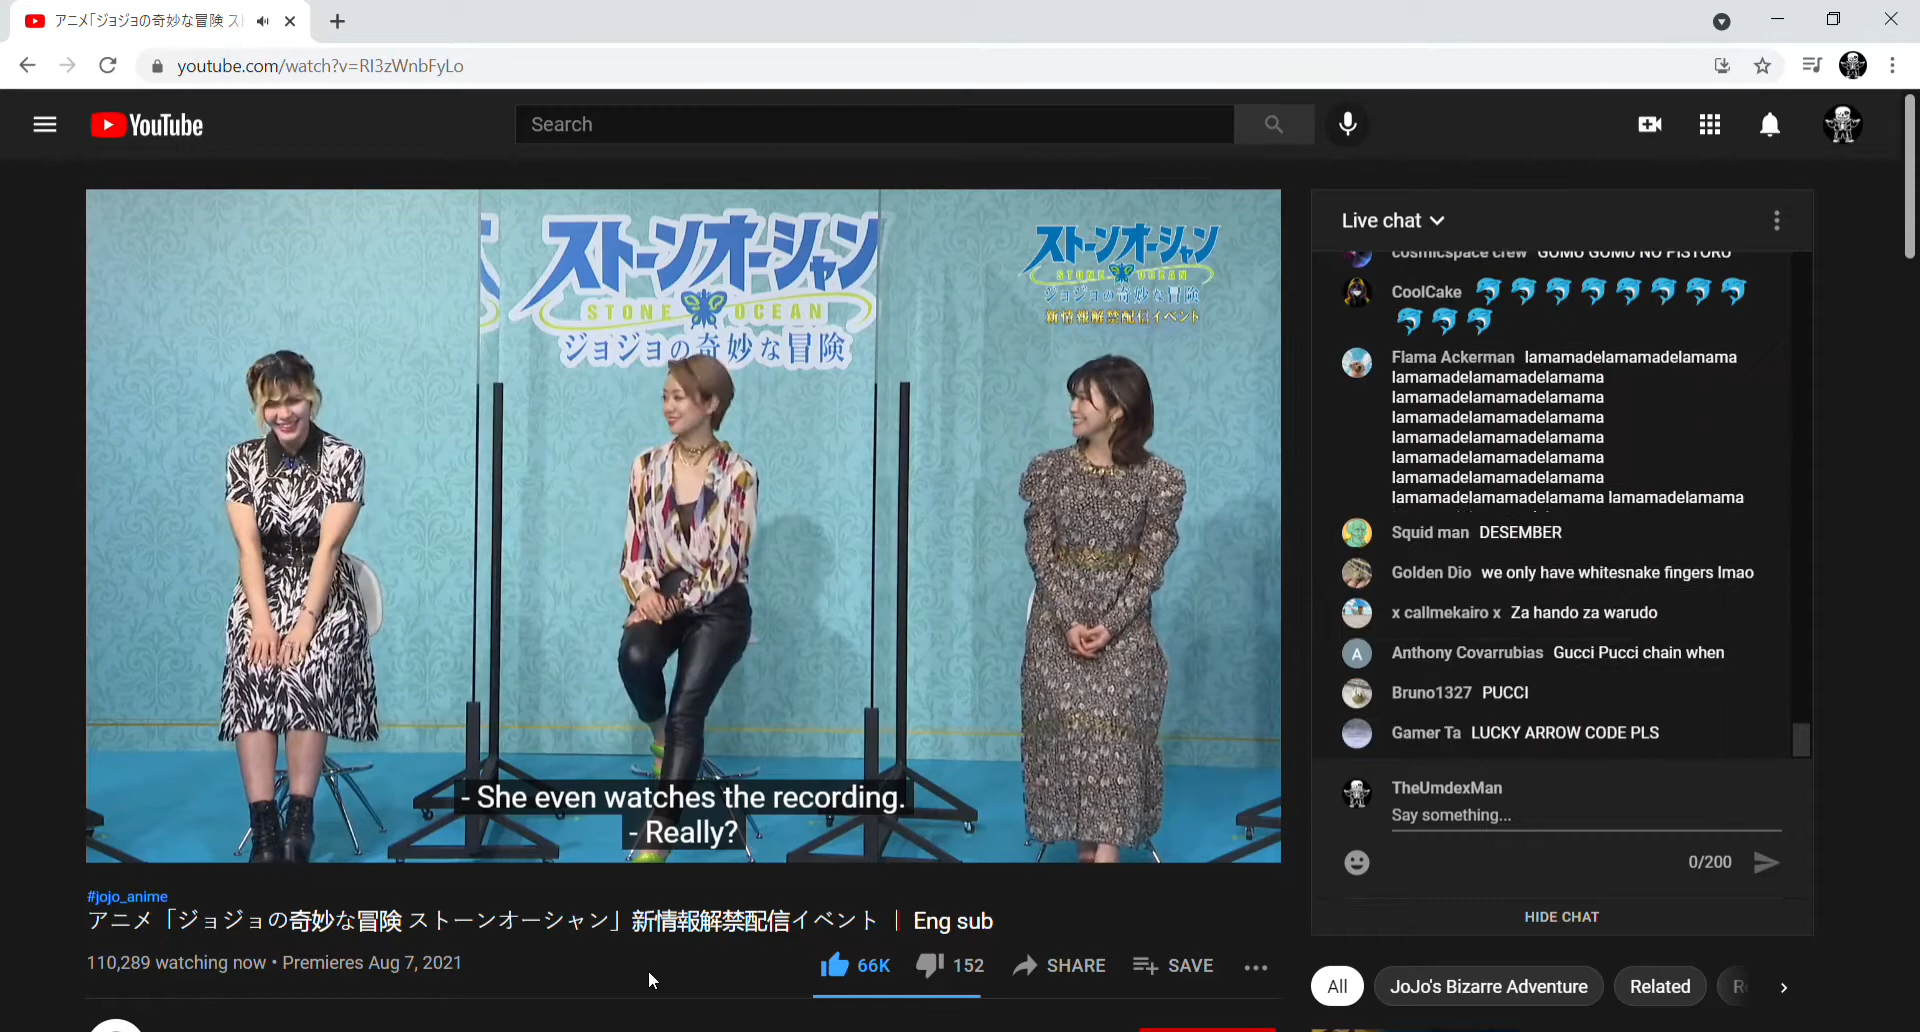 アニメ「ジョジョの奇妙な冒険 ス
youtube.com/watch?v=RI3zWnbFyLo
YouTube
Search
ストーンオーシャン
STONE OCEAN
ジョジョの奇妙な冒険
ストーンオーシャン
STONE OCEAN
ジョジョの奇妙な冒険
新情報解禁配信イベント
- She even watches the recording.
- Really?
#jojo_anime
アニメ「ジョジョの奇妙な冒険 ストーンオーシャン」新情報解禁配信イベント | Eng sub
110,289 watching now • Premieres Aug 7, 2021
66K 152 SHARE SAVE
Live chat
cosmicspace crew GOMU GOMU NO PISTORU
CoolCake
Flama Ackerman lamamadelamamadelamama
lamamadelamamadelamama
lamamadelamamadelamama
lamamadelamamadelamama
lamamadelamamadelamama
lamamadelamamadelamama
lamamadelamamadelamama
lamamadelamamadelamama lamamadelamama
Squid man DESEMBER
Golden Dio we only have whitesnake fingers lmao
x callmekairo x Za hando za warudo
A Anthony Covarrubias Gucci Pucci chain when
Bruno1327 PUCCI
Gamer Ta LUCKY ARROW CODE PLS
TheUmdexMan
Say something...
0/200
HIDE CHAT
All JoJo's Bizarre Adventure Related